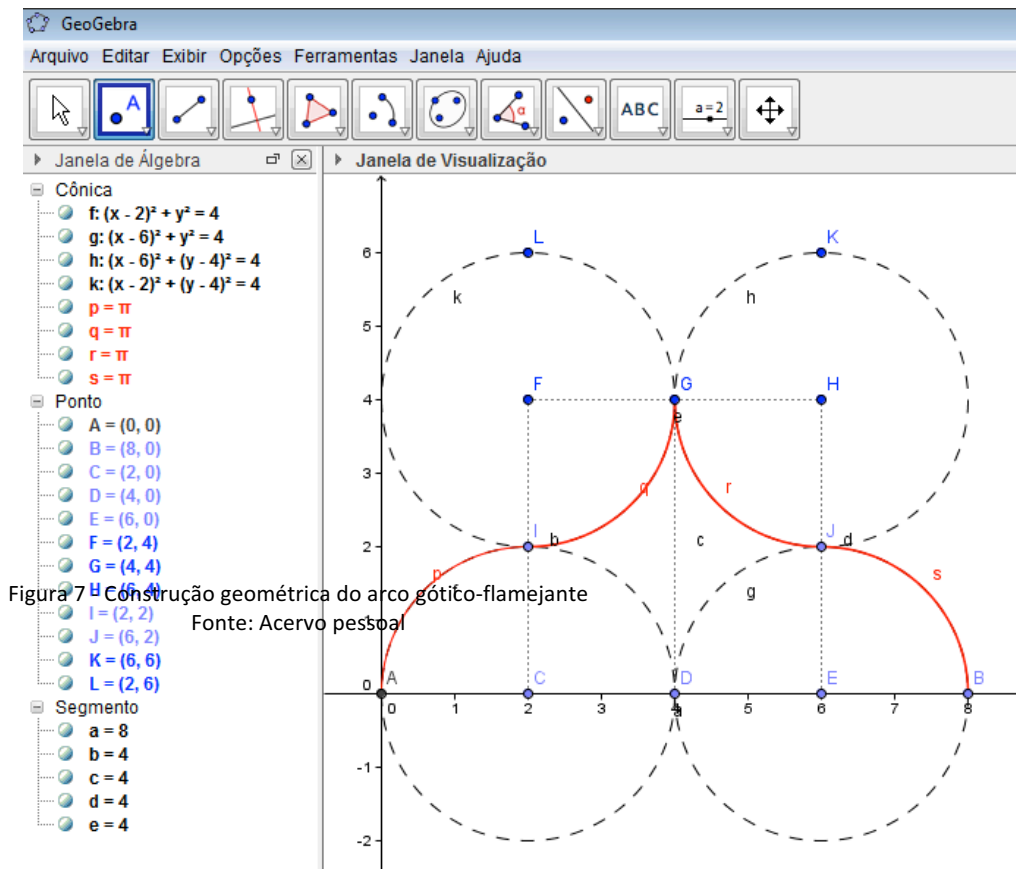 GeoGebra
Arquivo Editar Exibir Opções Ferramentas Janela Ajuda
A
α
ABC
a=2
Janela de Álgebra
Janela de Visualização
Cônica
f: (x - 2)² + y² = 4
g: (x - 6)² + y² = 4
h: (x - 6)² + (y - 4)² = 4
k: (x - 2)² + (y - 4)² = 4
p = π
q = π
r = π
s = π
Ponto
A = (0, 0)
B = (8, 0)
C = (2, 0)
D = (4, 0)
E = (6, 0)
F = (2, 4)
G = (4, 4)
H = (6, 4)
I = (2, 2)
J = (6, 2)
K = (6, 6)
L = (2, 6)
Segmento
a = 8
b = 4
c = 4
d = 4
e = 4
Figura 7 - Construção geométrica do arco gótico-flamejante
Fonte: Acervo pessoal
L K
6
k h
5
F G H
4
e
3
q r
I J
2
b c d
p s
f g
1
A C D E B
0
0 1 2 3 4 5 6 7 8
a
-1
-2